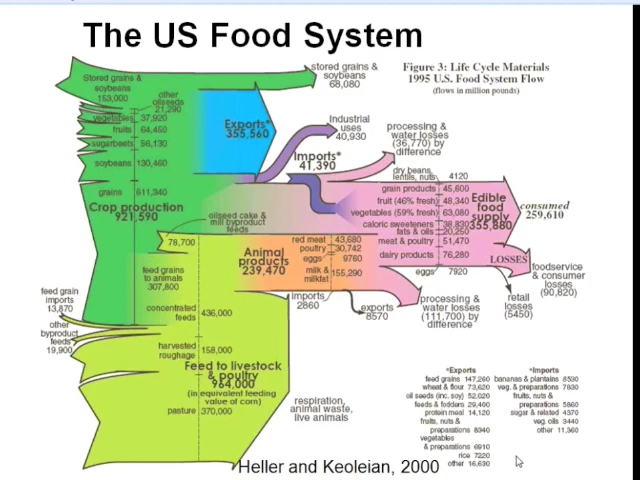 The US Food System
Figure 3: Life Cycle Materials
1995 U.S. Food System Flow
(flows in million pounds)
stored grains &
soybeans
68,080
Stored grains &
soybeans
153,000
other
oilseeds
21,290
vegetables 37,920
fruits 64,450
sugarbeets 56,130
soybeans 130,460
grains 611,340
Crop production
921,590
Exports*
355,560
Industrial
uses
40,930
Imports*
41,390
processing &
water losses
(36,770) by
difference
dry beans,
lentils, nuts 4120
grain products 45,600
fruit (46% fresh) 48,340
vegetables (59% fresh) 63,080
caloric sweeteners 38,830
fats & oils 20,250
meat & poultry 51,470
dairy products 76,280
eggs 7920
Edible
food
supply
355,880
consumed
259,610
LOSSES
foodservice
& consumer
losses
(90,820)
retail
losses
(5450)
oilseed cake &
mill byproduct
feeds
78,700
Animal
products
239,470
red meat 43,680
poultry 30,742
eggs 9760
milk &
milkfat 155,290
imports
2860
exports
8570
processing &
water losses
(111,700) by
difference
feed grains
to animals
307,800
feed grain
imports
13,870
other
byproduct
feeds
19,900
concentrated
feeds 436,000
harvested
roughage 158,000
Feed to livestock
& poultry
964,000
(in equivalent feeding
value of corn)
pasture 370,000
respiration,
animal waste,
live animals
*Exports
feed grains 147,260
wheat & flour 73,620
oil seeds (inc. soy) 52,020
feeds & fodders 29,400
protein meal 14,120
fruits, nuts &
preparations 8340
vegetables
& preparations 6910
rice 7220
other 16,630
*Imports
bananas & plantains 8530
veg. & preparations 7830
fruits, nuts &
preparations 5860
sugar & related 4370
veg. oils 3440
other 11,360
Heller and Keoleian, 2000